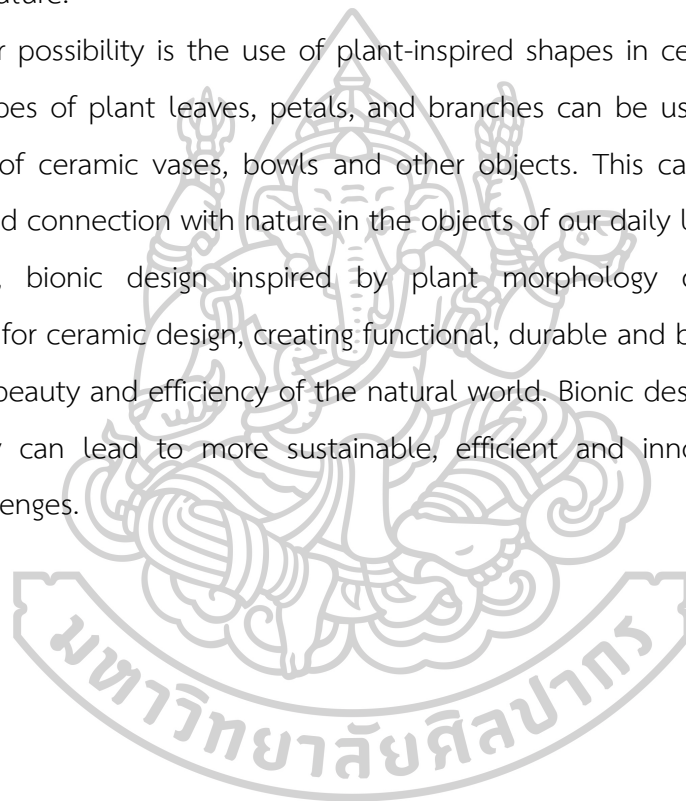 ature.
r possibility is the use of plant-inspired shapes in ce
pes of plant leaves, petals, and branches can be us
of ceramic vases, bowls and other objects. This ca
d connection with nature in the objects of our daily l
, bionic design inspired by plant morphology
for ceramic design, creating functional, durable and b
beauty and efficiency of the natural world. Bionic des
can lead to more sustainable, efficient and inno
enges.
มหาวิทยาลัยศิลปากร